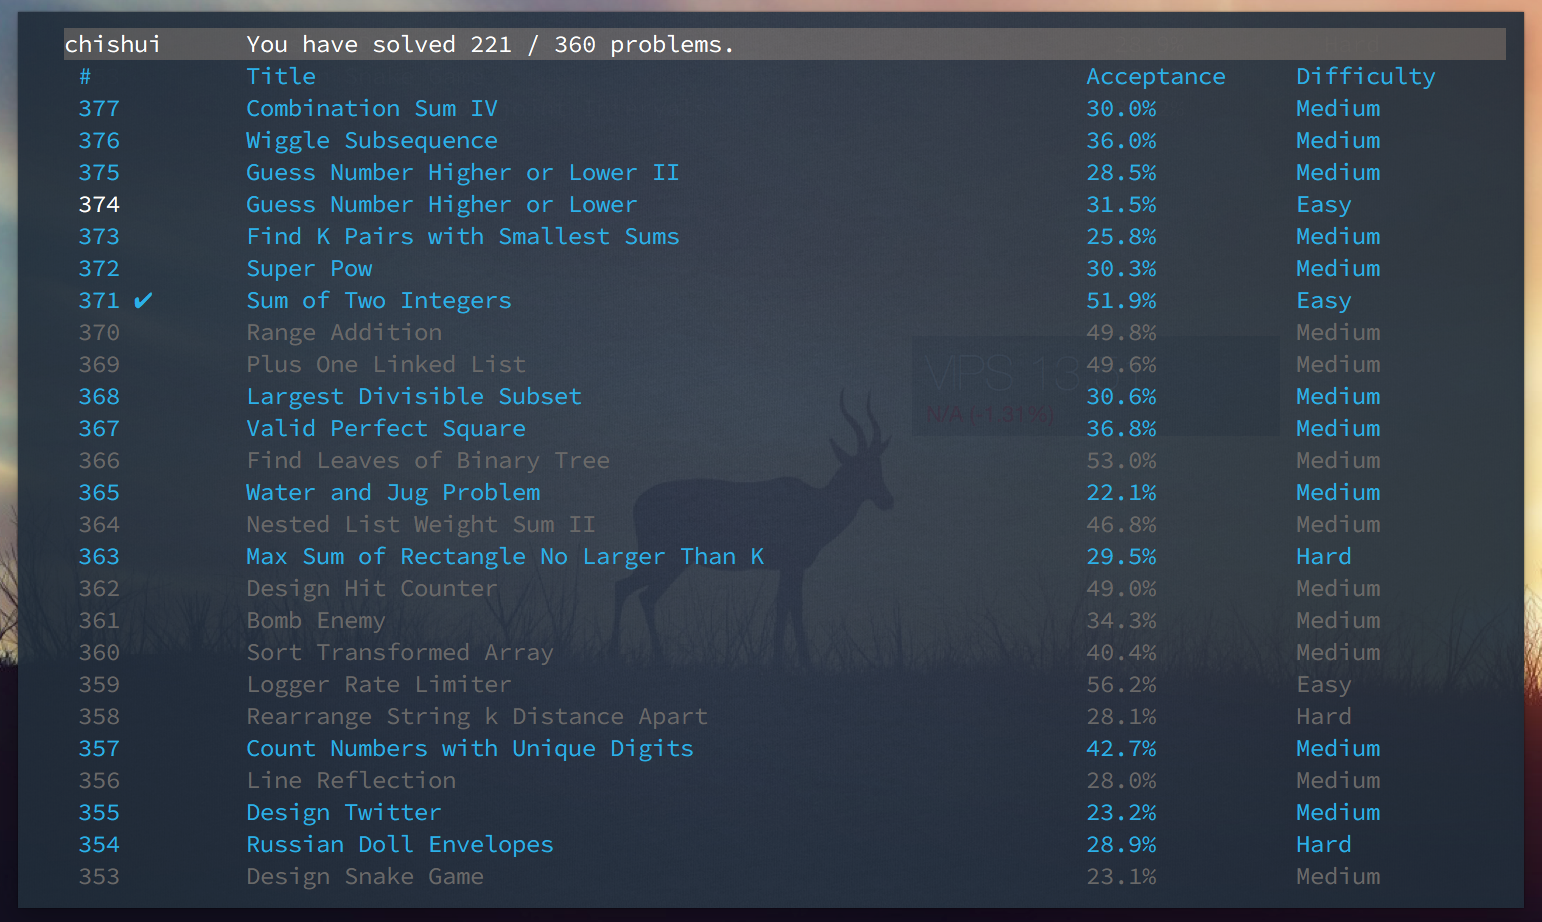 chishui You have solved 221 / 360 problems.
# Title Acceptance Difficulty
377 Combination Sum IV 30.0% Medium
376 Wiggle Subsequence 36.0% Medium
375 Guess Number Higher or Lower II 28.5% Medium
374 Guess Number Higher or Lower 31.5% Easy
373 Find K Pairs with Smallest Sums 25.8% Medium
372 Super Pow 30.3% Medium
371 ✔ Sum of Two Integers 51.9% Easy
370 Range Addition 49.8% Medium
369 Plus One Linked List 49.6% Medium
368 Largest Divisible Subset 30.6% Medium
367 Valid Perfect Square 36.8% Medium
366 Find Leaves of Binary Tree 53.0% Medium
365 Water and Jug Problem 22.1% Medium
364 Nested List Weight Sum II 46.8% Medium
363 Max Sum of Rectangle No Larger Than K 29.5% Hard
362 Design Hit Counter 49.0% Medium
361 Bomb Enemy 34.3% Medium
360 Sort Transformed Array 40.4% Medium
359 Logger Rate Limiter 56.2% Easy
358 Rearrange String k Distance Apart 28.1% Hard
357 Count Numbers with Unique Digits 42.7% Medium
356 Line Reflection 28.0% Medium
355 Design Twitter 23.2% Medium
354 Russian Doll Envelopes 28.9% Hard
353 Design Snake Game 23.1% Medium
VIPS
N/A (-1.31%)